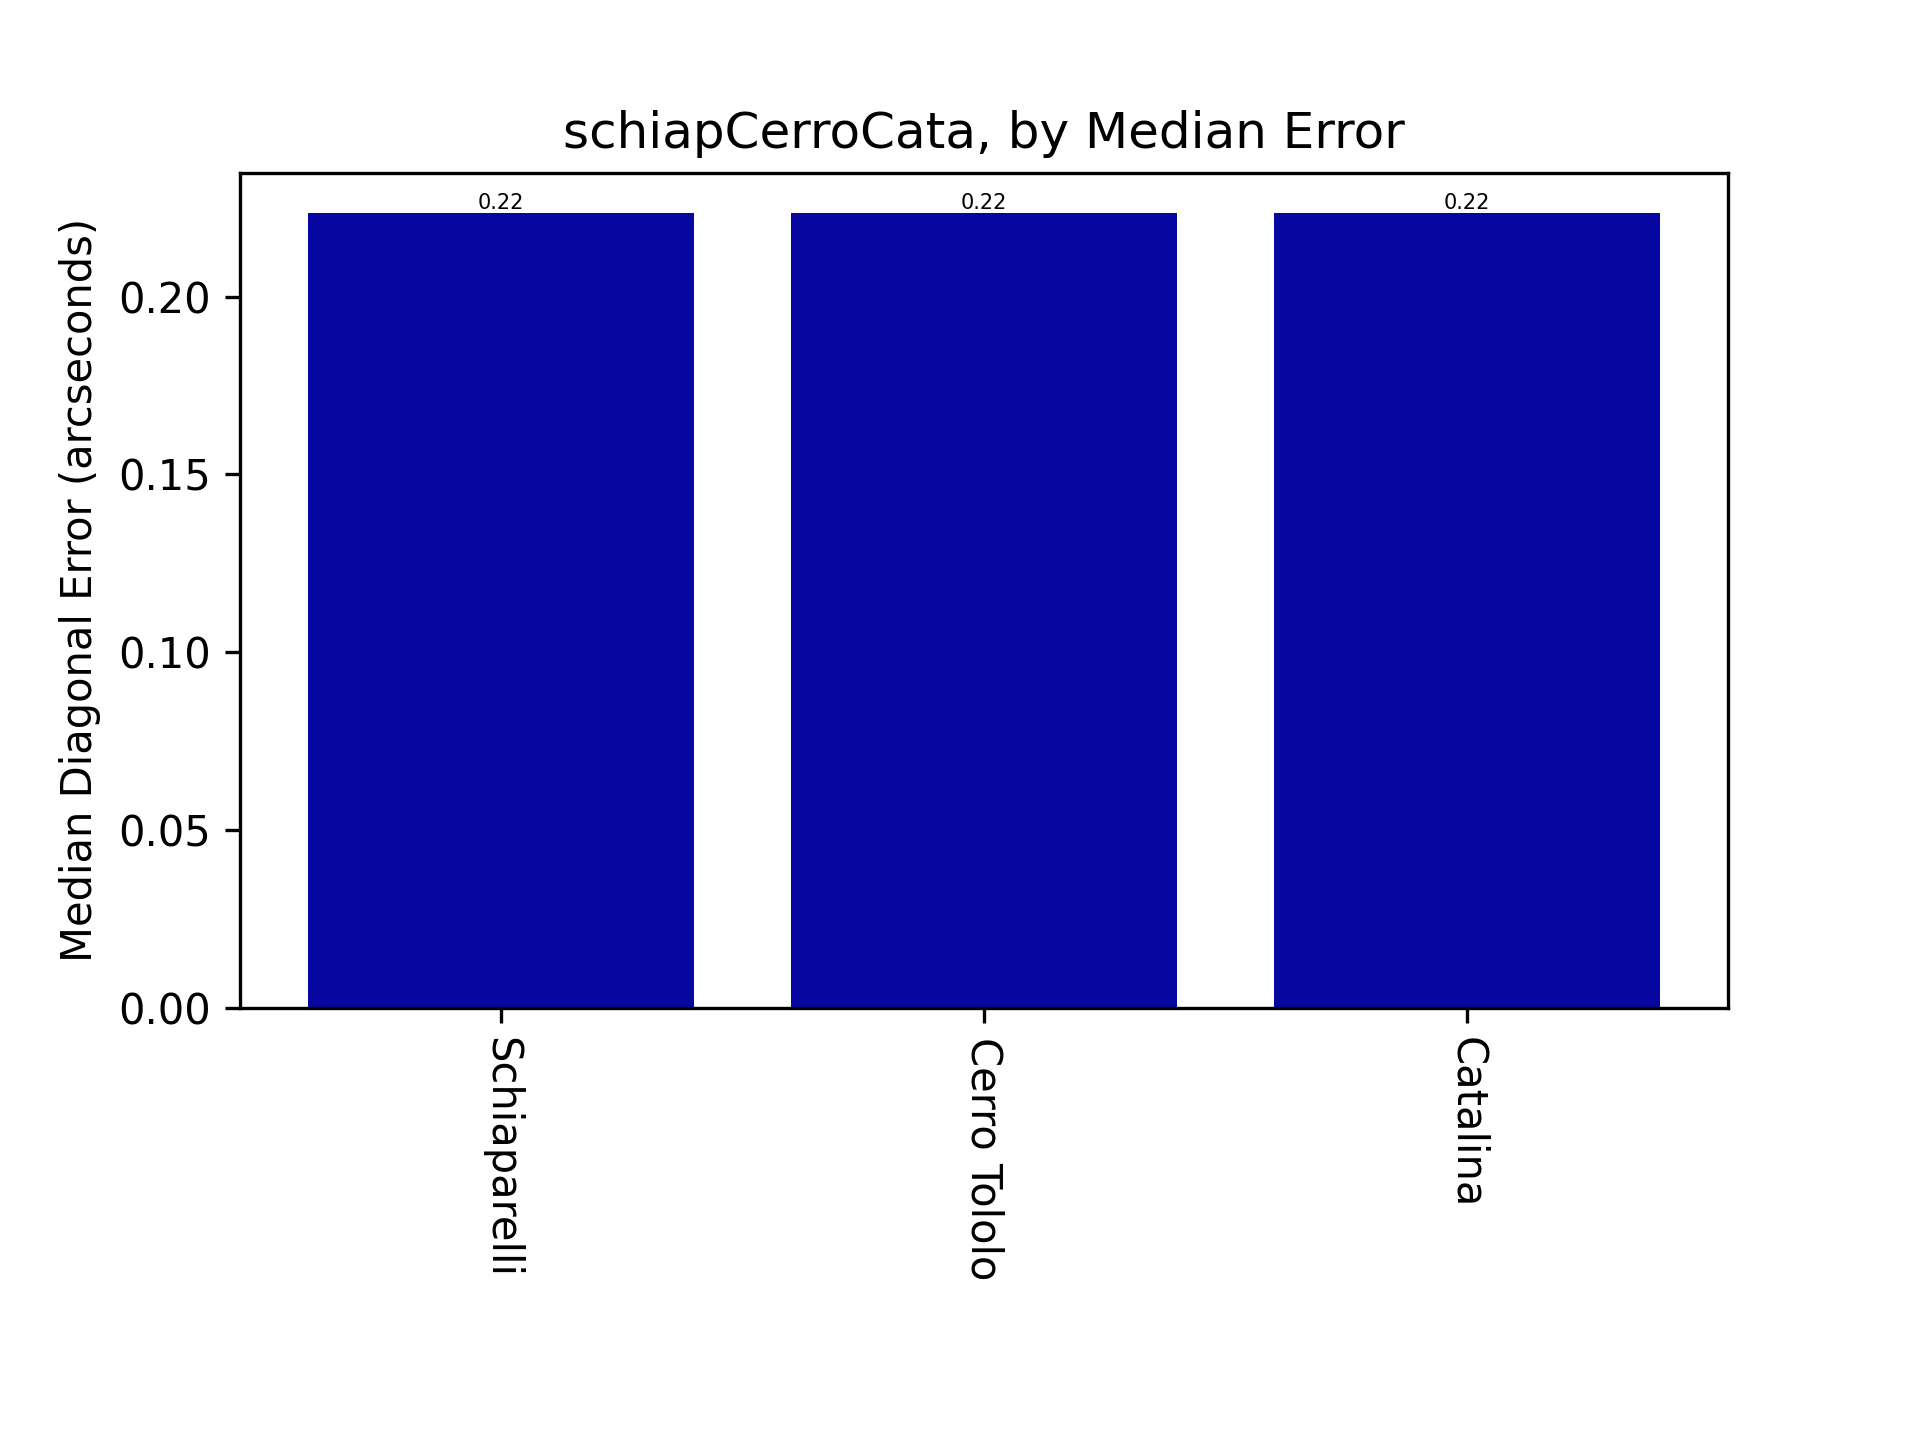 schiapCerroCata, by Median Error
Median Diagonal Error (arcseconds)
0.20
0.15
0.10
0.05
0.00
0.22
0.22
0.22
Schiaparelli
Cerro Tololo
Catalina